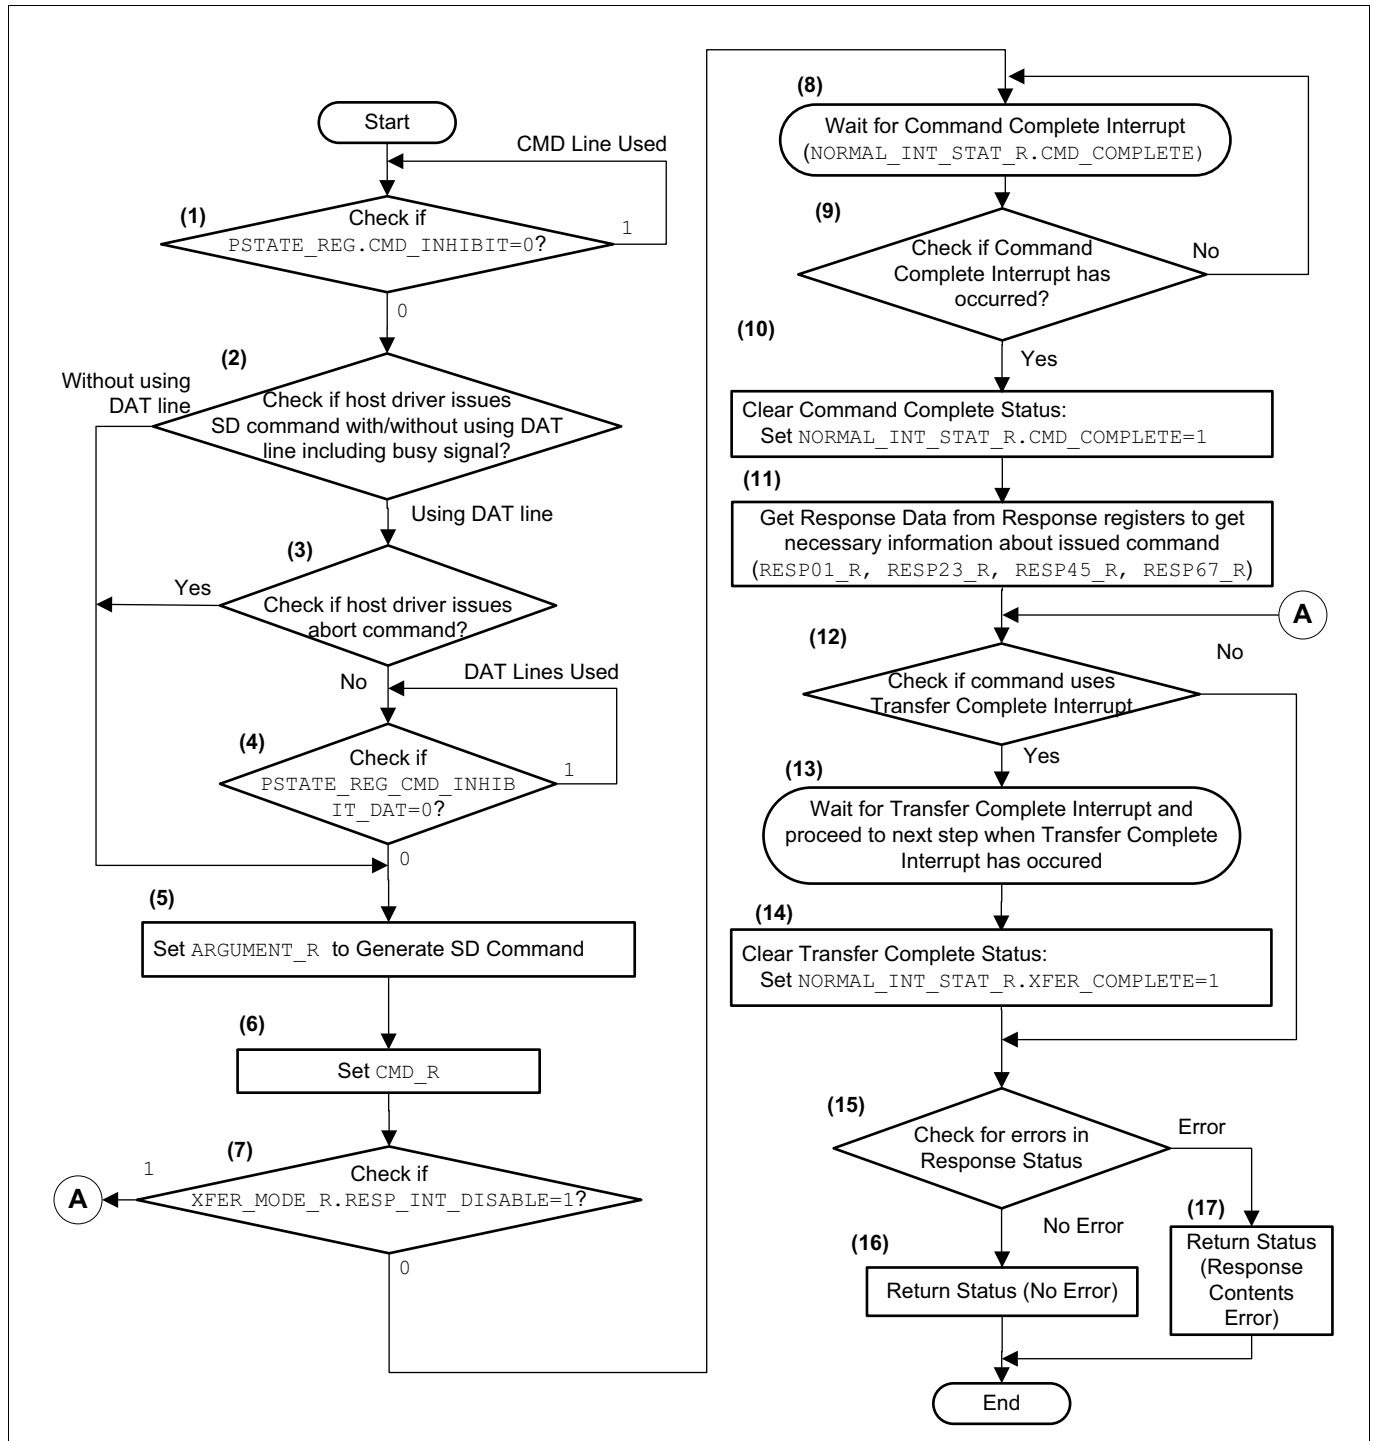 Start
CMD Line Used
(1)
Check if
PSTATE_REG.CMD_INHIBIT=0?
1
0
(2)
Without using
DAT line
Check if host driver issues
SD command with/without using DAT
line including busy signal?
Using DAT line
(3)
Yes
Check if host driver issues
abort command?
No
DAT Lines Used
(4)
Check if
PSTATE_REG_CMD_INHIB
IT_DAT=0?
1
0
(5)
Set ARGUMENT_R to Generate SD Command
(6)
Set CMD_R
(7)
1
Check if
XFER_MODE_R.RESP_INT_DISABLE=1?
A
0
(8)
Wait for Command Complete Interrupt
(NORMAL_INT_STAT_R.CMD_COMPLETE)
(9)
Check if Command
Complete Interrupt has
occurred?
No
(10)
Yes
Clear Command Complete Status:
Set NORMAL_INT_STAT_R.CMD_COMPLETE=1
(11)
Get Response Data from Response registers to get
necessary information about issued command
(RESP01_R, RESP23_R, RESP45_R, RESP67_R)
A
(12)
No
Check if command uses
Transfer Complete Interrupt
Yes
(13)
Wait for Transfer Complete Interrupt and
proceed to next step when Transfer Complete
Interrupt has occured
(14)
Clear Transfer Complete Status:
Set NORMAL_INT_STAT_R.XFER_COMPLETE=1
(15)
Check for errors in
Response Status
Error
No Error
(16)
Return Status (No Error)
(17)
Return Status
(Response
Contents
Error)
End